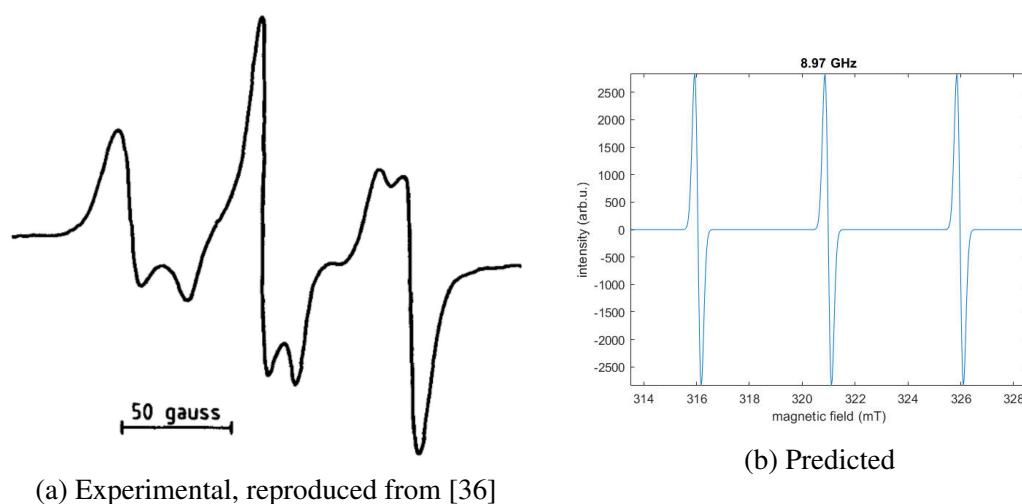 50 gauss
(a) Experimental, reproduced from [36]
8.97 GHz
intensity (arb.u.)
2500
2000
1500
1000
500
0
-500
-1000
-1500
-2000
-2500
314 316 318 320 322 324 326 328
magnetic field (mT)
(b) Predicted